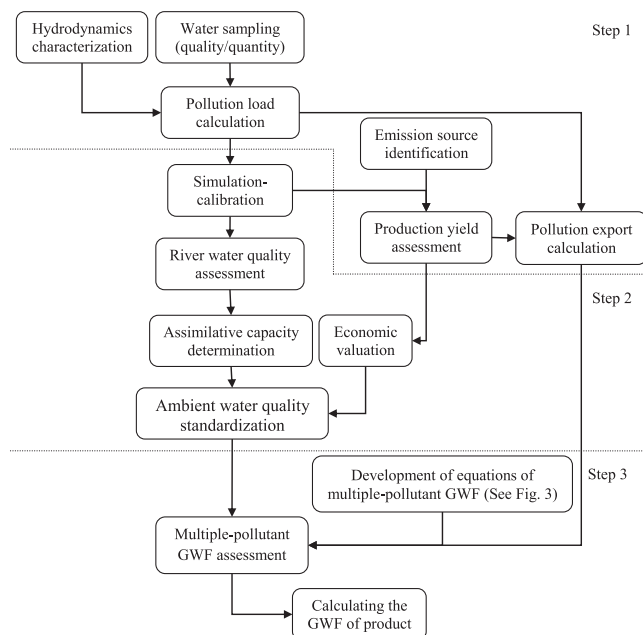 Hydrodynamics
characterization
Water sampling
(quality/quantity)
Step 1
Pollution load
calculation
Emission source
identification
Simulation-
calibration
Production yield
assessment
Pollution export
calculation
River water quality
assessment
Step 2
Assimilative capacity
determination
Economic
valuation
Ambient water quality
standardization
Step 3
Development of equations of
multiple-pollutant GWF (See Fig. 3)
Multiple-pollutant
GWF assessment
Calculating the
GWF of product